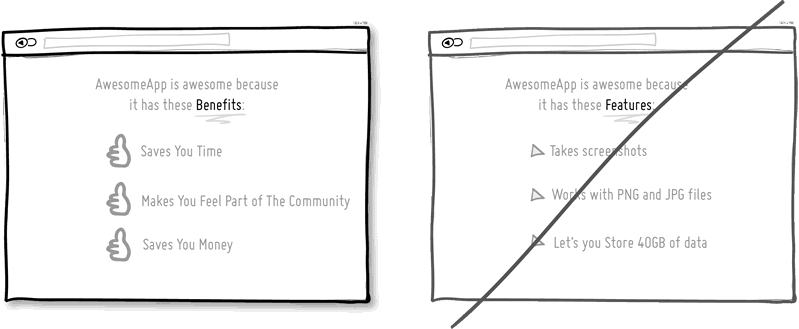 AwesomeApp is awesome because
it has these Benefits:
Saves You Time
Makes You Feel Part of The Community
Saves You Money
AwesomeApp is awesome because
it has these Features:
Takes screenshots
Works with PNG and JPG files
Let's you Store 40GB of data